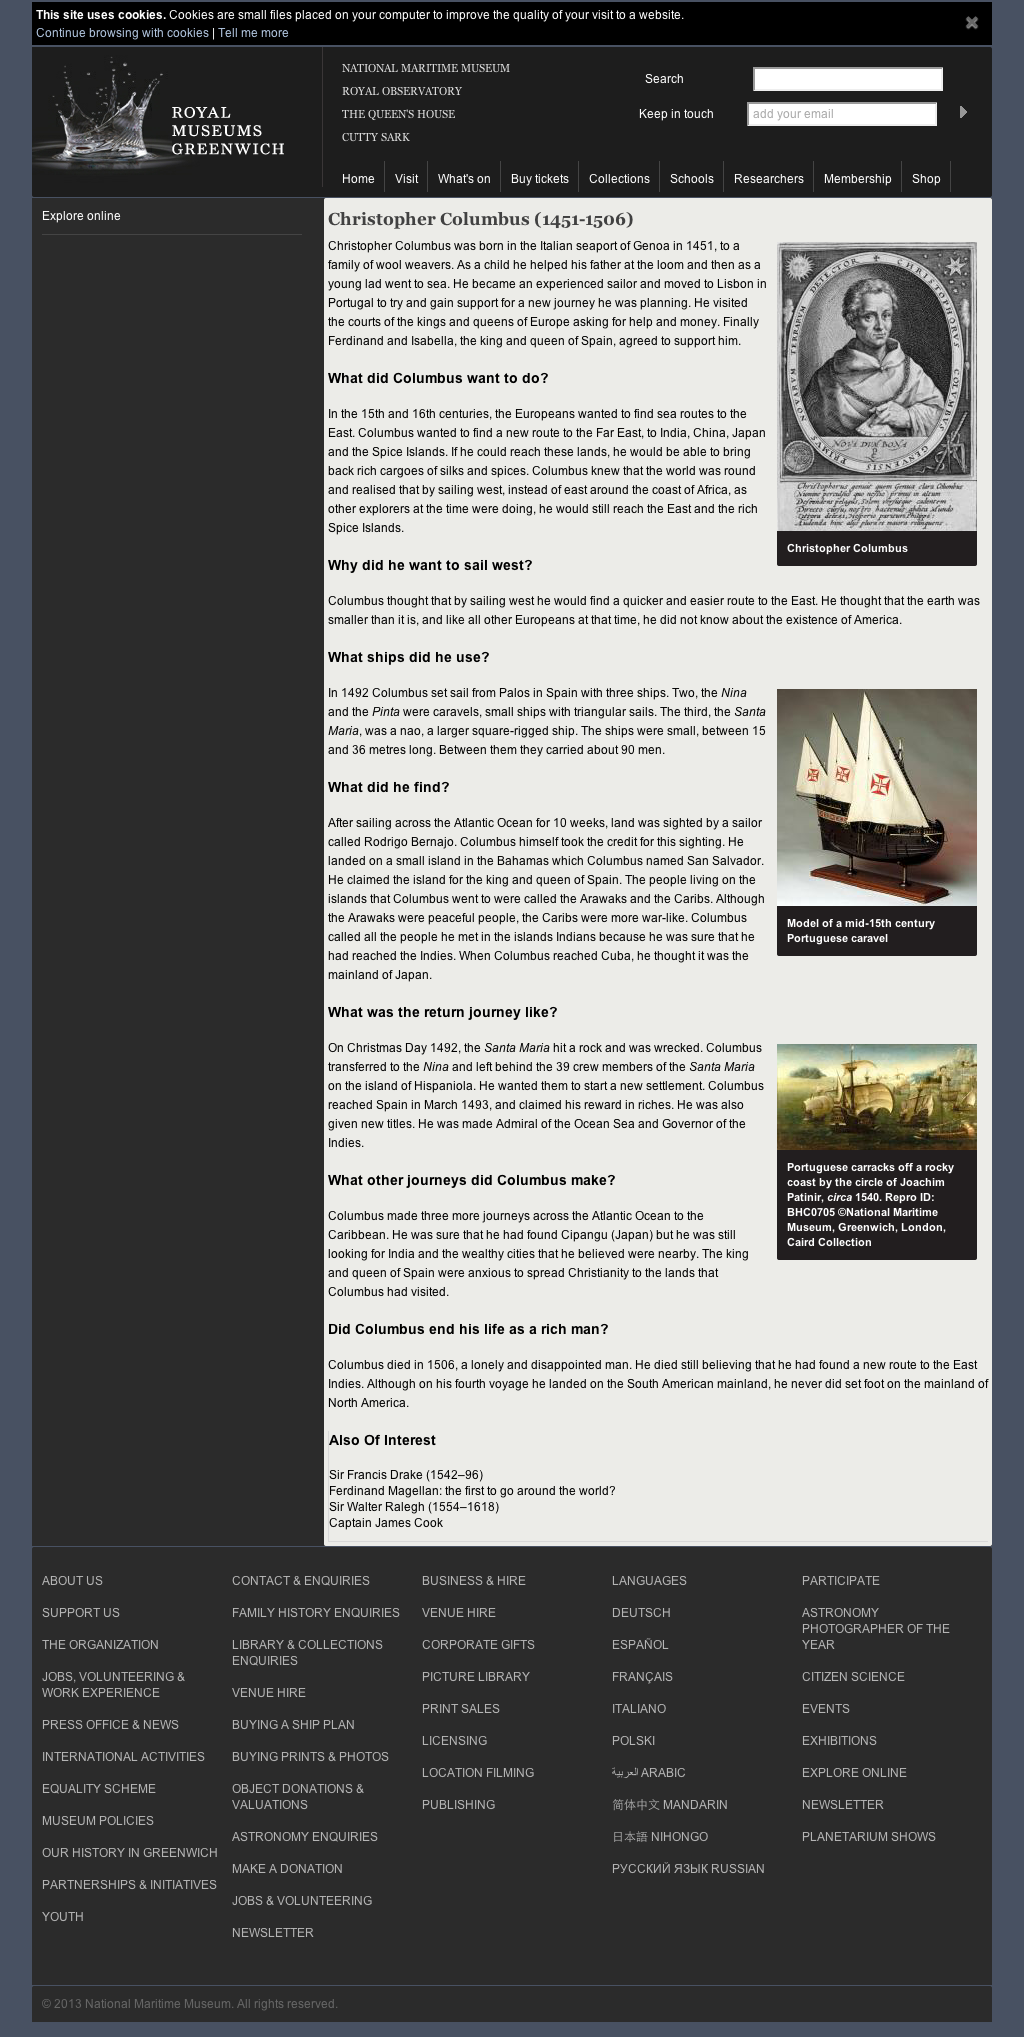 This site uses cookies. Cookies are small files placed on your computer to improve the quality of your visit to a website.
Continue browsing with cookies | Tell me more
ROYAL
MUSEUMS
GREENWICH
NATIONAL MARITIME MUSEUM
ROYAL OBSERVATORY
THE QUEEN'S HOUSE
CUTTY SARK
Search
Keep in touch add your email
Home Visit What's on Buy tickets Collections Schools Researchers Membership Shop
Explore online
Christopher Columbus (1451-1506)
Christopher Columbus was born in the Italian seaport of Genoa in 1451, to a
family of wool weavers. As a child he helped his father at the loom and then as a
young lad went to sea. He became an experienced sailor and moved to Lisbon in
Portugal to try and gain support for a new journey he was planning. He visited
the courts of the kings and queens of Europe asking for help and money. Finally
Ferdinand and Isabella, the king and queen of Spain, agreed to support him.
Christopher Columbus
What did Columbus want to do?
In the 15th and 16th centuries, the Europeans wanted to find sea routes to the
East. Columbus wanted to find a new route to the Far East, to India, China, Japan
and the Spice Islands. If he could reach these lands, he would be able to bring
back rich cargoes of silks and spices. Columbus knew that the world was round
and realised that by sailing west, instead of east around the coast of Africa, as
other explorers at the time were doing, he would still reach the East and the rich
Spice Islands.
Why did he want to sail west?
Columbus thought that by sailing west he would find a quicker and easier route to the East. He thought that the earth was
smaller than it is, and like all other Europeans at that time, he did not know about the existence of America.
What ships did he use?
In 1492 Columbus set sail from Palos in Spain with three ships. Two, the Nina
and the Pinta were caravels, small ships with triangular sails. The third, the Santa
Maria, was a nao, a larger square-rigged ship. The ships were small, between 15
and 36 metres long. Between them they carried about 90 men.
Model of a mid-15th century
Portuguese caravel
What did he find?
After sailing across the Atlantic Ocean for 10 weeks, land was sighted by a sailor
called Rodrigo Bernajo. Columbus himself took the credit for this sighting. He
landed on a small island in the Bahamas which Columbus named San Salvador.
He claimed the island for the king and queen of Spain. The people living on the
islands that Columbus went to were called the Arawaks and the Caribs. Although
the Arawaks were peaceful people, the Caribs were more war-like. Columbus
called all the people he met in the islands Indians because he was sure that he
had reached the Indies. When Columbus reached Cuba, he thought it was the
mainland of Japan.
What was the return journey like?
On Christmas Day 1492, the Santa Maria hit a rock and was wrecked. Columbus
transferred to the Nina and left behind the 39 crew members of the Santa Maria
on the island of Hispaniola. He wanted them to start a new settlement. Columbus
reached Spain in March 1493, and claimed his reward in riches. He was also
given new titles. He was made Admiral of the Ocean Sea and Governor of the
Indies.
Portuguese carracks off a rocky
coast by the circle of Joachim
Patinir, circa 1540. Repro ID:
BHC0705 ©National Maritime
Museum, Greenwich, London,
Caird Collection
What other journeys did Columbus make?
Columbus made three more journeys across the Atlantic Ocean to the
Caribbean. He was sure that he had found Cipangu (Japan) but he was still
looking for India and the wealthy cities that he believed were nearby. The king
and queen of Spain were anxious to spread Christianity to the lands that
Columbus had visited.
Did Columbus end his life as a rich man?
Columbus died in 1506, a lonely and disappointed man. He died still believing that he had found a new route to the East
Indies. Although on his fourth voyage he landed on the South American mainland, he never did set foot on the mainland of
North America.
Also Of Interest
Sir Francis Drake (1542–96)
Ferdinand Magellan: the first to go around the world?
Sir Walter Ralegh (1554–1618)
Captain James Cook
ABOUT US
SUPPORT US
THE ORGANIZATION
JOBS, VOLUNTEERING &
WORK EXPERIENCE
PRESS OFFICE & NEWS
INTERNATIONAL ACTIVITIES
EQUALITY SCHEME
MUSEUM POLICIES
OUR HISTORY IN GREENWICH
PARTNERSHIPS & INITIATIVES
YOUTH
CONTACT & ENQUIRIES
FAMILY HISTORY ENQUIRIES
LIBRARY & COLLECTIONS
ENQUIRIES
VENUE HIRE
BUYING A SHIP PLAN
BUYING PRINTS & PHOTOS
OBJECT DONATIONS &
VALUATIONS
ASTRONOMY ENQUIRIES
MAKE A DONATION
JOBS & VOLUNTEERING
NEWSLETTER
BUSINESS & HIRE
VENUE HIRE
CORPORATE GIFTS
PICTURE LIBRARY
PRINT SALES
LICENSING
LOCATION FILMING
PUBLISHING
LANGUAGES
DEUTSCH
ESPAÑOL
FRANÇAIS
ITALIANO
POLSKI
العربية ARABIC
简体中文 MANDARIN
日本語 NIHONGO
РУССКИЙ ЯЗЫК RUSSIAN
PARTICIPATE
ASTRONOMY
PHOTOGRAPHER OF THE
YEAR
CITIZEN SCIENCE
EVENTS
EXHIBITIONS
EXPLORE ONLINE
NEWSLETTER
PLANETARIUM SHOWS
© 2013 National Maritime Museum. All rights reserved.